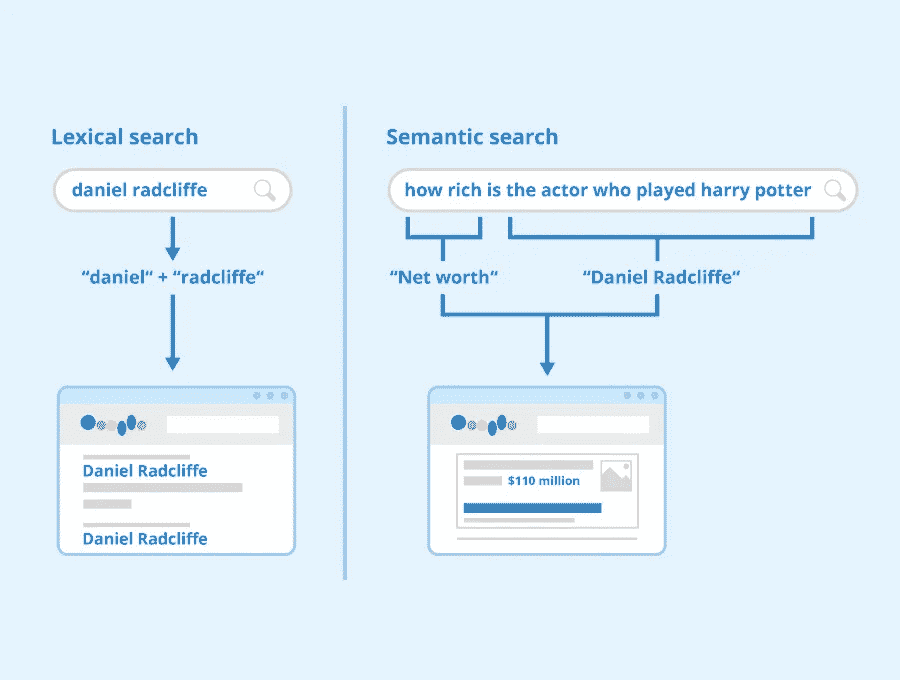 Lexical search
daniel radcliffe
“daniel“ + “radcliffe“
Daniel Radcliffe
Daniel Radcliffe
Semantic search
how rich is the actor who played harry potter
“Net worth“
“Daniel Radcliffe“
$110 million